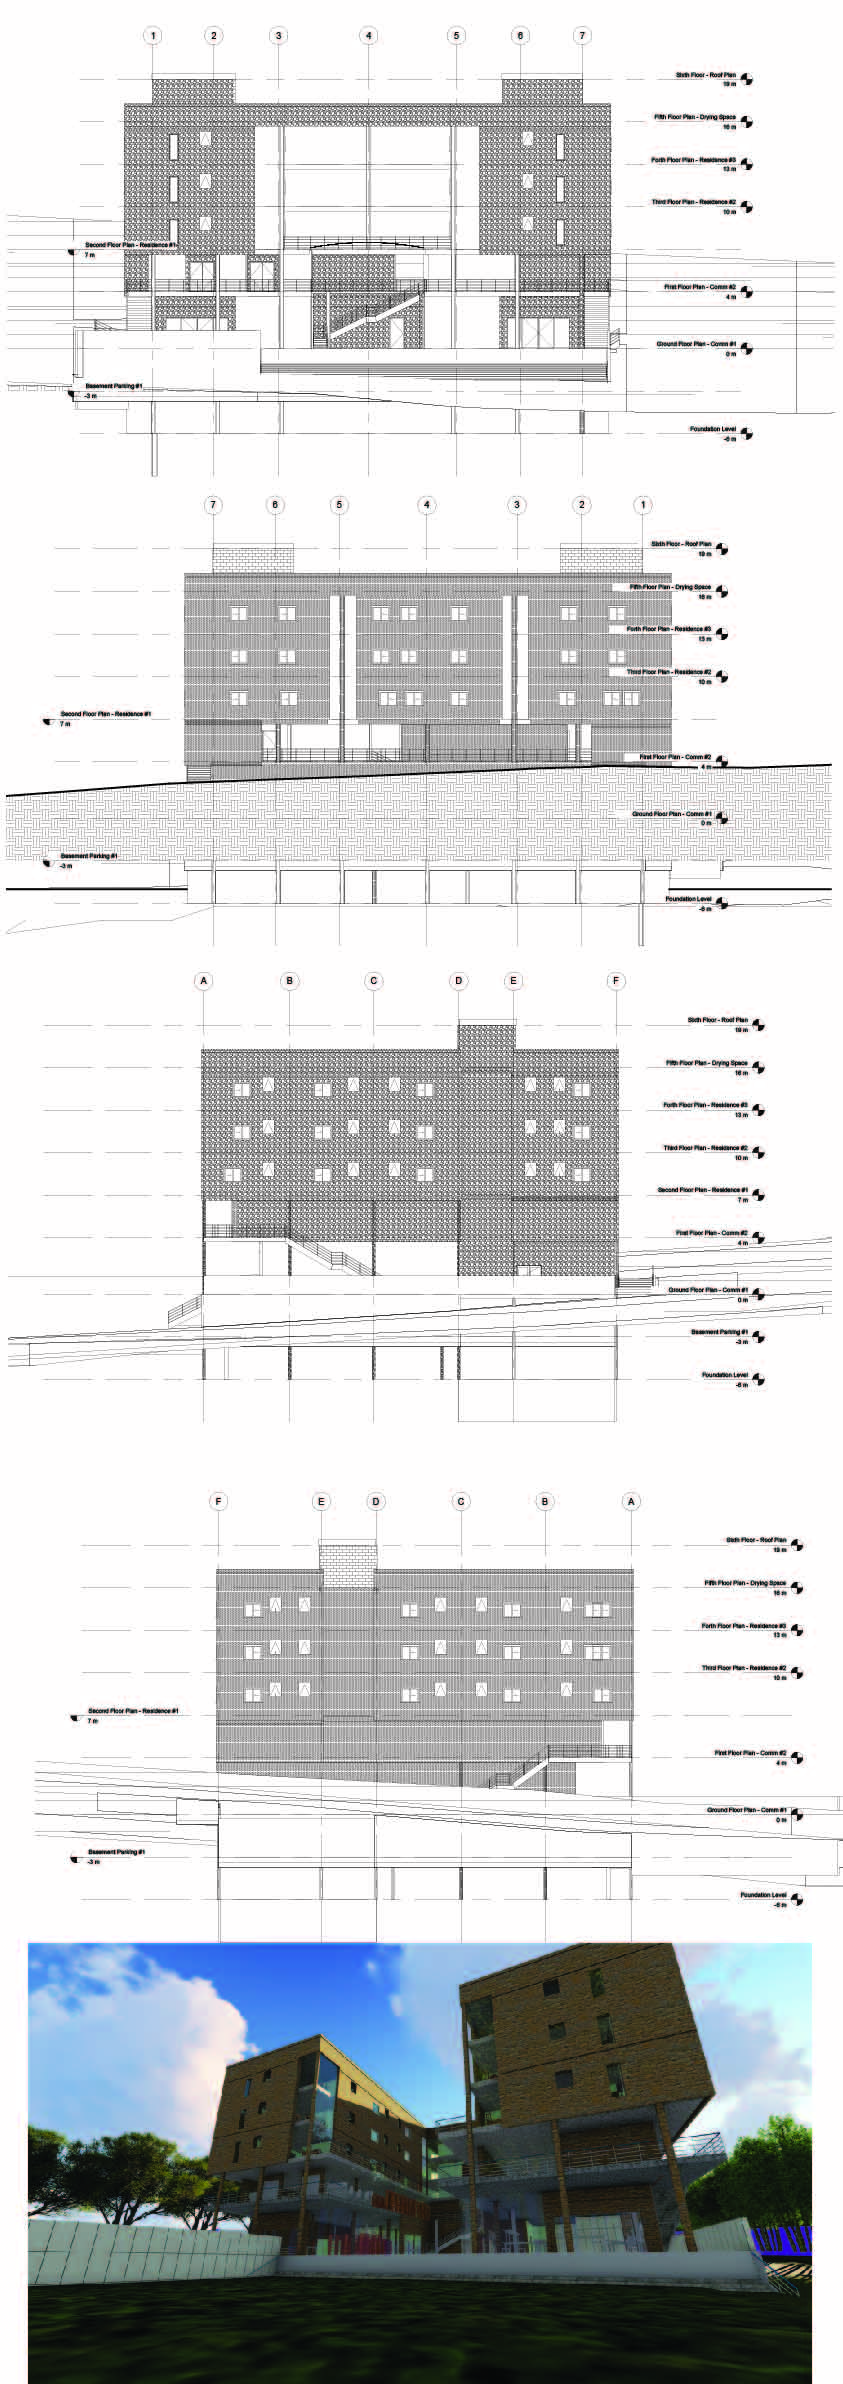 1 2 3 4 5 6 7
Sixth Floor - Roof Plan
19 m
Fifth Floor Plan - Drying Space
16 m
Forth Floor Plan - Residence #3
13 m
Third Floor Plan - Residence #2
10 m
Second Floor Plan - Residence #1
7 m
First Floor Plan - Comm #2
4 m
Ground Floor Plan - Comm #1
0 m
Basement Parking #1
-3 m
Foundation Level
-6 m
7 6 5 4 3 2 1
Sixth Floor - Roof Plan
19 m
Fifth Floor Plan - Drying Space
16 m
Forth Floor Plan - Residence #3
13 m
Third Floor Plan - Residence #2
10 m
Second Floor Plan - Residence #1
7 m
First Floor Plan - Comm #2
4 m
Ground Floor Plan - Comm #1
0 m
Basement Parking #1
-3 m
Foundation Level
-6 m
A B C D E F
Sixth Floor - Roof Plan
19 m
Fifth Floor Plan - Drying Space
16 m
Forth Floor Plan - Residence #3
13 m
Third Floor Plan - Residence #2
10 m
Second Floor Plan - Residence #1
7 m
First Floor Plan - Comm #2
4 m
Ground Floor Plan - Comm #1
0 m
Basement Parking #1
-3 m
Foundation Level
-6 m
F E D C B A
Sixth Floor - Roof Plan
19 m
Fifth Floor Plan - Drying Space
16 m
Forth Floor Plan - Residence #3
13 m
Third Floor Plan - Residence #2
10 m
Second Floor Plan - Residence #1
7 m
First Floor Plan - Comm #2
4 m
Ground Floor Plan - Comm #1
0 m
Basement Parking #1
-3 m
Foundation Level
-6 m